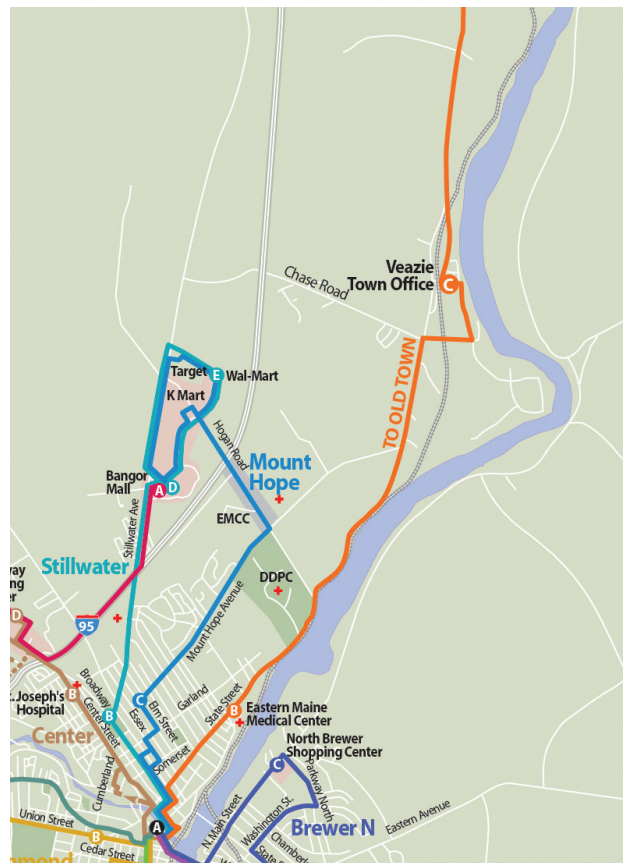 Veazie
Town Office
C
Chase Road
TO OLD TOWN
Target
E
Wal-Mart
K Mart
Hogan Road
Mount
Hope
Bangor
Mall
A
D
Stillwater Ave
EMCC
Stillwater
DDPC
D
95
Mount Hope Avenue
Broadway
B
St. Joseph's
Hospital
Center Street
B
C
Elm Street
Essex
Garland
State Street
B
Eastern Maine
Medical Center
Center
Somerset
North Brewer
Shopping Center
C
Cumberland
Parkway North
N. Main Street
Washington St.
Brewer N
Eastern Avenue
Union Street
A
B
Cedar Street
Chamberl
State
mond